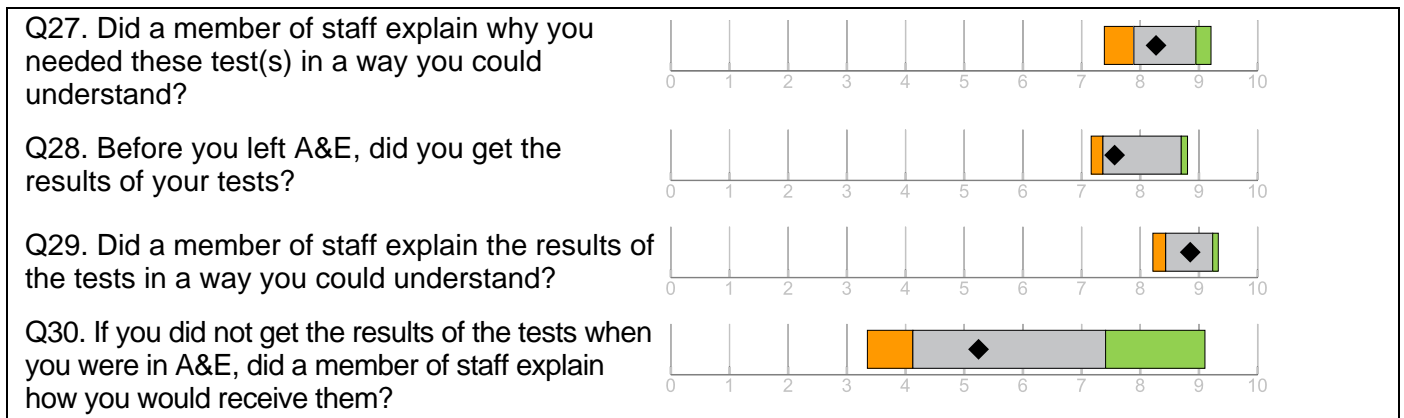 Q27. Did a member of staff explain why you
needed these test(s) in a way you could
understand?
0 1 2 3 4 5 6 7 8 9 10
Q28. Before you left A&E, did you get the
results of your tests?
0 1 2 3 4 5 6 7 8 9 10
Q29. Did a member of staff explain the results of
the tests in a way you could understand?
0 1 2 3 4 5 6 7 8 9 10
Q30. If you did not get the results of the tests when
you were in A&E, did a member of staff explain
how you would receive them?
0 1 2 3 4 5 6 7 8 9 10